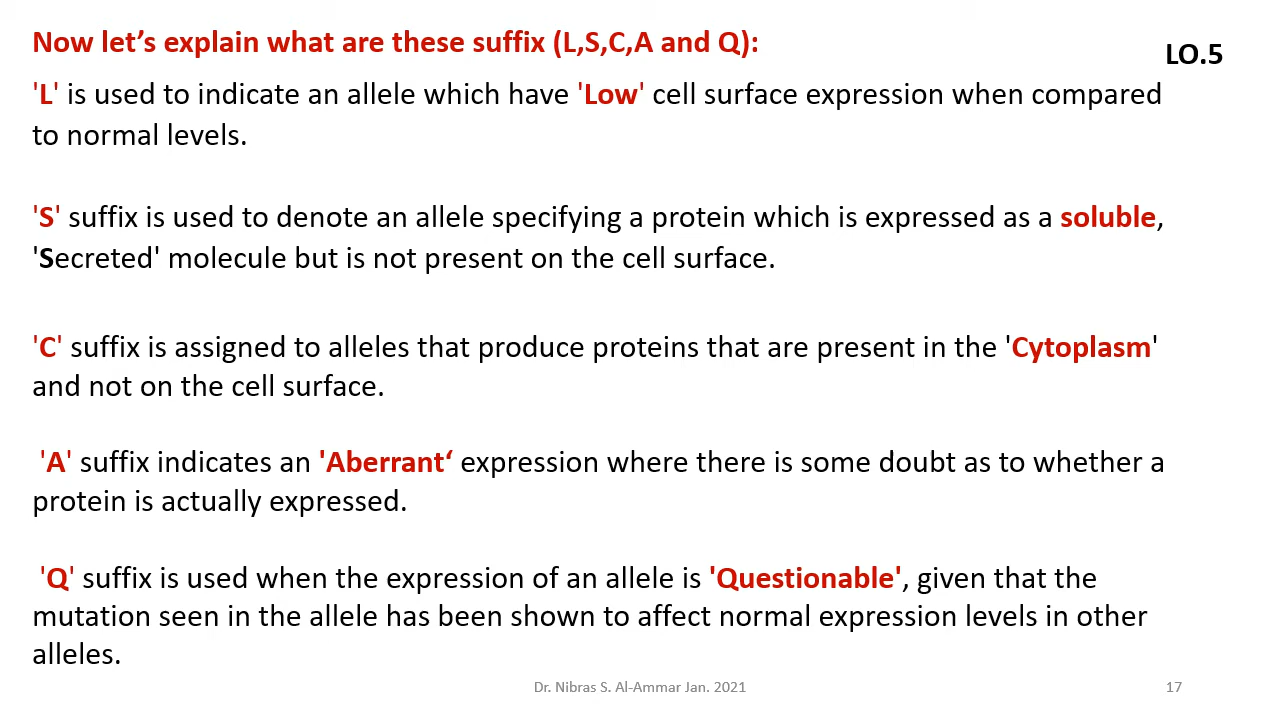 Now let’s explain what are these suffix (L,S,C,A and Q):
LO.5
'L' is used to indicate an allele which have 'Low' cell surface expression when compared
to normal levels.
'S' suffix is used to denote an allele specifying a protein which is expressed as a soluble,
'Secreted' molecule but is not present on the cell surface.
'C' suffix is assigned to alleles that produce proteins that are present in the 'Cytoplasm'
and not on the cell surface.
'A' suffix indicates an 'Aberrant‘ expression where there is some doubt as to whether a
protein is actually expressed.
'Q' suffix is used when the expression of an allele is 'Questionable', given that the
mutation seen in the allele has been shown to affect normal expression levels in other
alleles.
Dr. Nibras S. Al-Ammar Jan. 2021
17